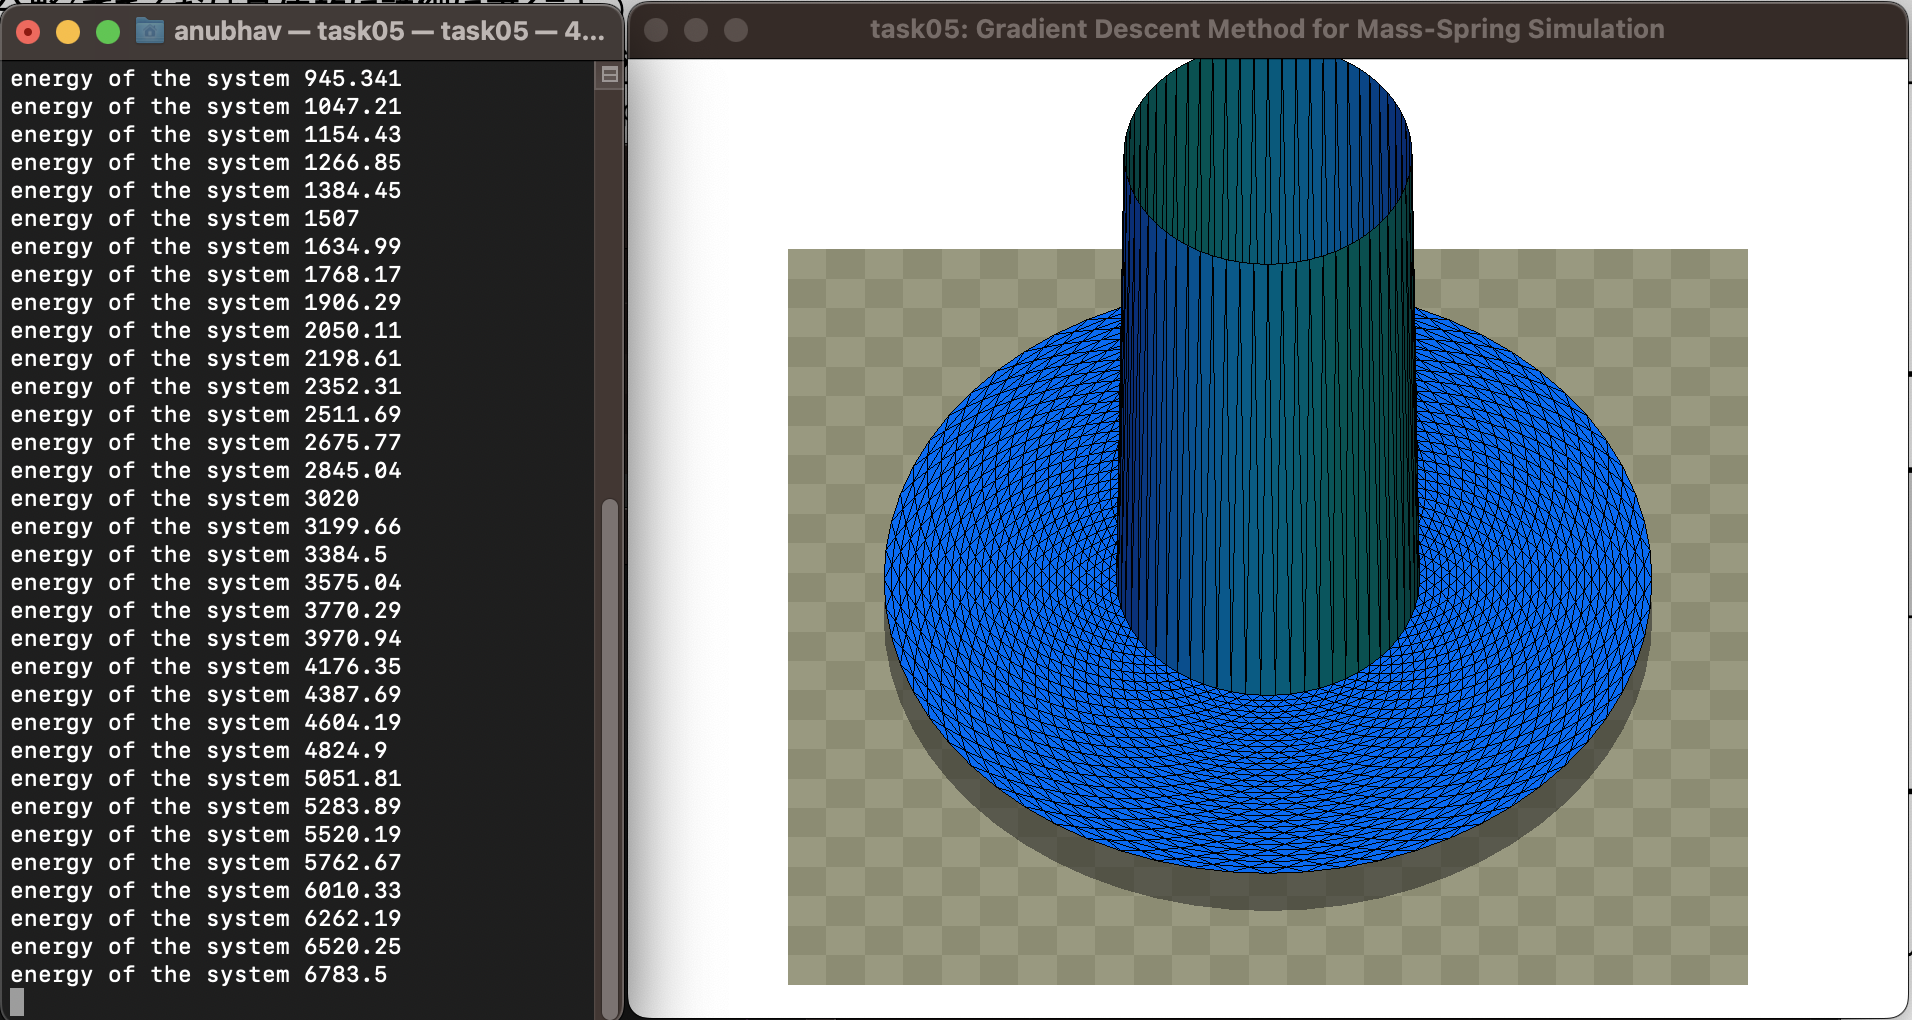 anubhav — task05 — task05 — 4...
energy of the system 945.341
energy of the system 1047.21
energy of the system 1154.43
energy of the system 1266.85
energy of the system 1384.45
energy of the system 1507
energy of the system 1634.99
energy of the system 1768.17
energy of the system 1906.29
energy of the system 2050.11
energy of the system 2198.61
energy of the system 2352.31
energy of the system 2511.69
energy of the system 2675.77
energy of the system 2845.04
energy of the system 3020
energy of the system 3199.66
energy of the system 3384.5
energy of the system 3575.04
energy of the system 3770.29
energy of the system 3970.94
energy of the system 4176.35
energy of the system 4387.69
energy of the system 4604.19
energy of the system 4824.9
energy of the system 5051.81
energy of the system 5283.89
energy of the system 5520.19
energy of the system 5762.67
energy of the system 6010.33
energy of the system 6262.19
energy of the system 6520.25
energy of the system 6783.5
task05: Gradient Descent Method for Mass-Spring Simulation